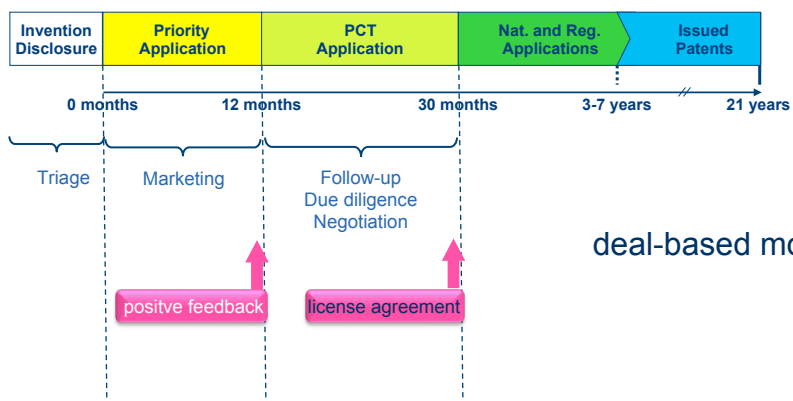 Invention
Disclosure
Priority
Application
PCT
Application
Nat. and Reg.
Applications
Issued
Patents
0 months
12 months
30 months
3-7 years
21 years
Triage
Marketing
Follow-up
Due diligence
Negotiation
deal-based mo
positve feedback
license agreement